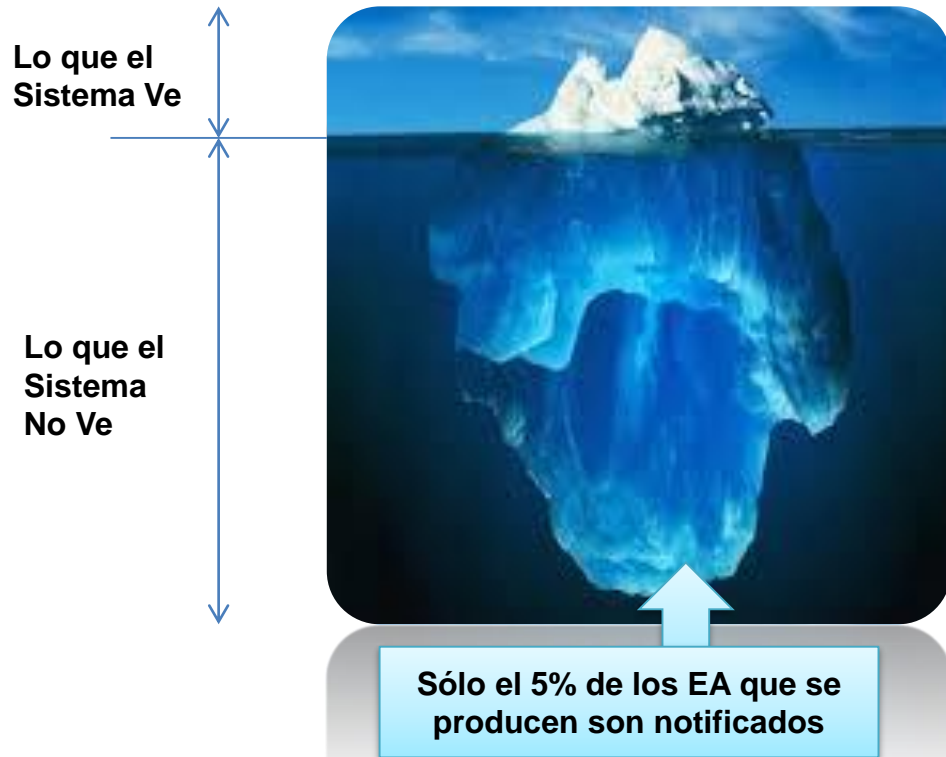 Lo que el
Sistema Ve
Lo que el
Sistema
No Ve
Sólo el 5% de los EA que se
producen son notificados